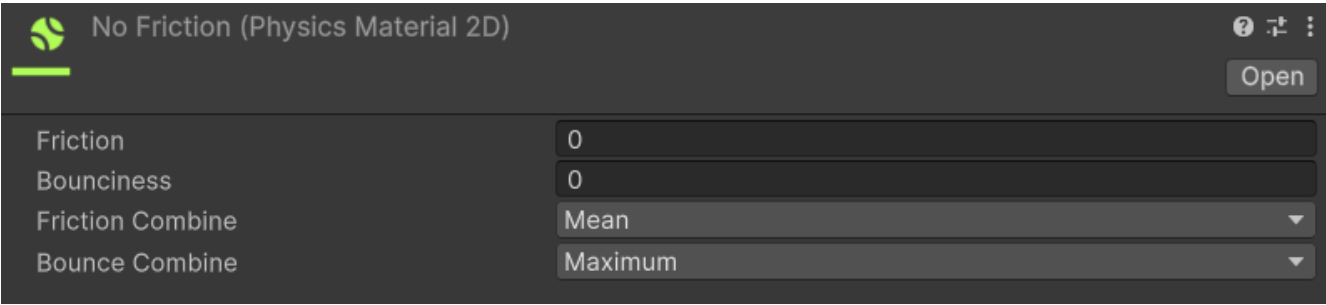 No Friction (Physics Material 2D)
Open
Friction 0
Bounciness 0
Friction Combine Mean
Bounce Combine Maximum